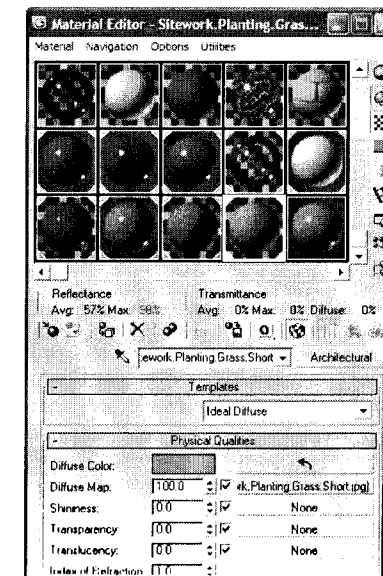 Material Editor - Sitework.Planting.Gras...
Material Navigation Options Utilities
Reflectance Transmittance
Avg: 57% Max: 98% Avg: 0% Max: 0% Diffuse: 0%
ework.Planting.Grass.Short Architectural
- Templates
Ideal Diffuse
- Physical Qualities
Diffuse Color:
Diffuse Map: 100.0 rk.Planting.Grass.Short.jpg)
Shininess: 0.0 None
Transparency: 0.0 None
Translucency: 0.0 None
Index of Refraction